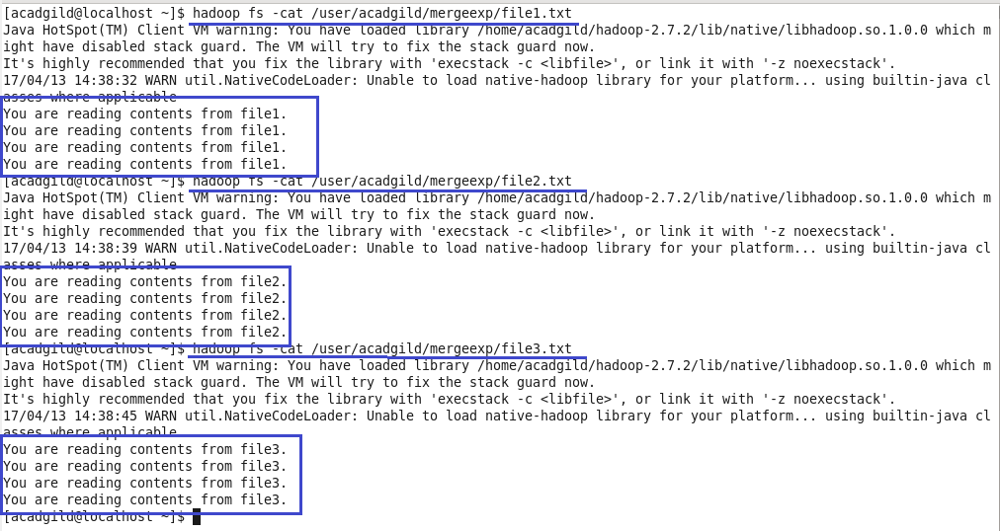 [acadgild@localhost ~]$ hadoop fs -cat /user/acadgild/mergeexp/file1.txt
Java HotSpot(TM) Client VM warning: You have loaded library /home/acadgild/hadoop-2.7.2/lib/native/libhadoop.so.1.0.0 which m
ight have disabled stack guard. The VM will try to fix the stack guard now.
It's highly recommended that you fix the library with 'execstack -c <libfile>', or link it with '-z noexecstack'.
17/04/13 14:38:32 WARN util.NativeCodeLoader: Unable to load native-hadoop library for your platform... using builtin-java cl
asses where applicable
You are reading contents from file1.
You are reading contents from file1.
You are reading contents from file1.
You are reading contents from file1.
[acadgild@localhost ~]$ hadoop fs -cat /user/acadgild/mergeexp/file2.txt
Java HotSpot(TM) Client VM warning: You have loaded library /home/acadgild/hadoop-2.7.2/lib/native/libhadoop.so.1.0.0 which m
ight have disabled stack guard. The VM will try to fix the stack guard now.
It's highly recommended that you fix the library with 'execstack -c <libfile>', or link it with '-z noexecstack'.
17/04/13 14:38:39 WARN util.NativeCodeLoader: Unable to load native-hadoop library for your platform... using builtin-java cl
asses where applicable
You are reading contents from file2.
You are reading contents from file2.
You are reading contents from file2.
You are reading contents from file2.
[acadgild@localhost ~]$ hadoop fs -cat /user/acadgild/mergeexp/file3.txt
Java HotSpot(TM) Client VM warning: You have loaded library /home/acadgild/hadoop-2.7.2/lib/native/libhadoop.so.1.0.0 which m
ight have disabled stack guard. The VM will try to fix the stack guard now.
It's highly recommended that you fix the library with 'execstack -c <libfile>', or link it with '-z noexecstack'.
17/04/13 14:38:45 WARN util.NativeCodeLoader: Unable to load native-hadoop library for your platform... using builtin-java cl
asses where applicable
You are reading contents from file3.
You are reading contents from file3.
You are reading contents from file3.
You are reading contents from file3.
[acadgild@localhost ~]$